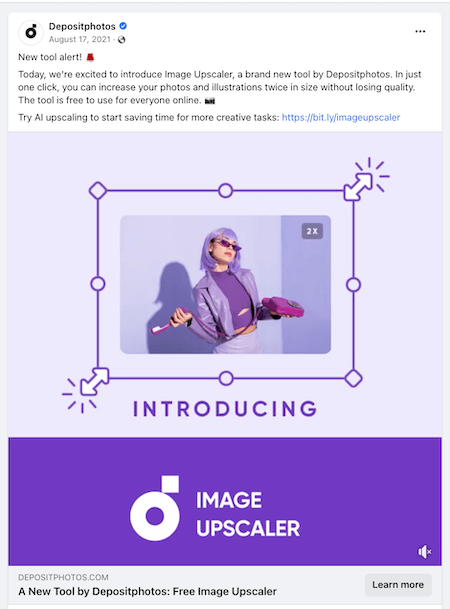 Depositphotos
August 17, 2021 ·
New tool alert! 🚨
Today, we're excited to introduce Image Upscaler, a brand new tool by Depositphotos. In just
one click, you can increase your photos and illustrations twice in size without losing quality.
The tool is free to use for everyone online. 📷
Try AI upscaling to start saving time for more creative tasks: https://bit.ly/imageupscaler
2X
INTRODUCING
IMAGE
UPSCALER
DEPOSITPHOTOS.COM
A New Tool by Depositphotos: Free Image Upscaler
Learn more